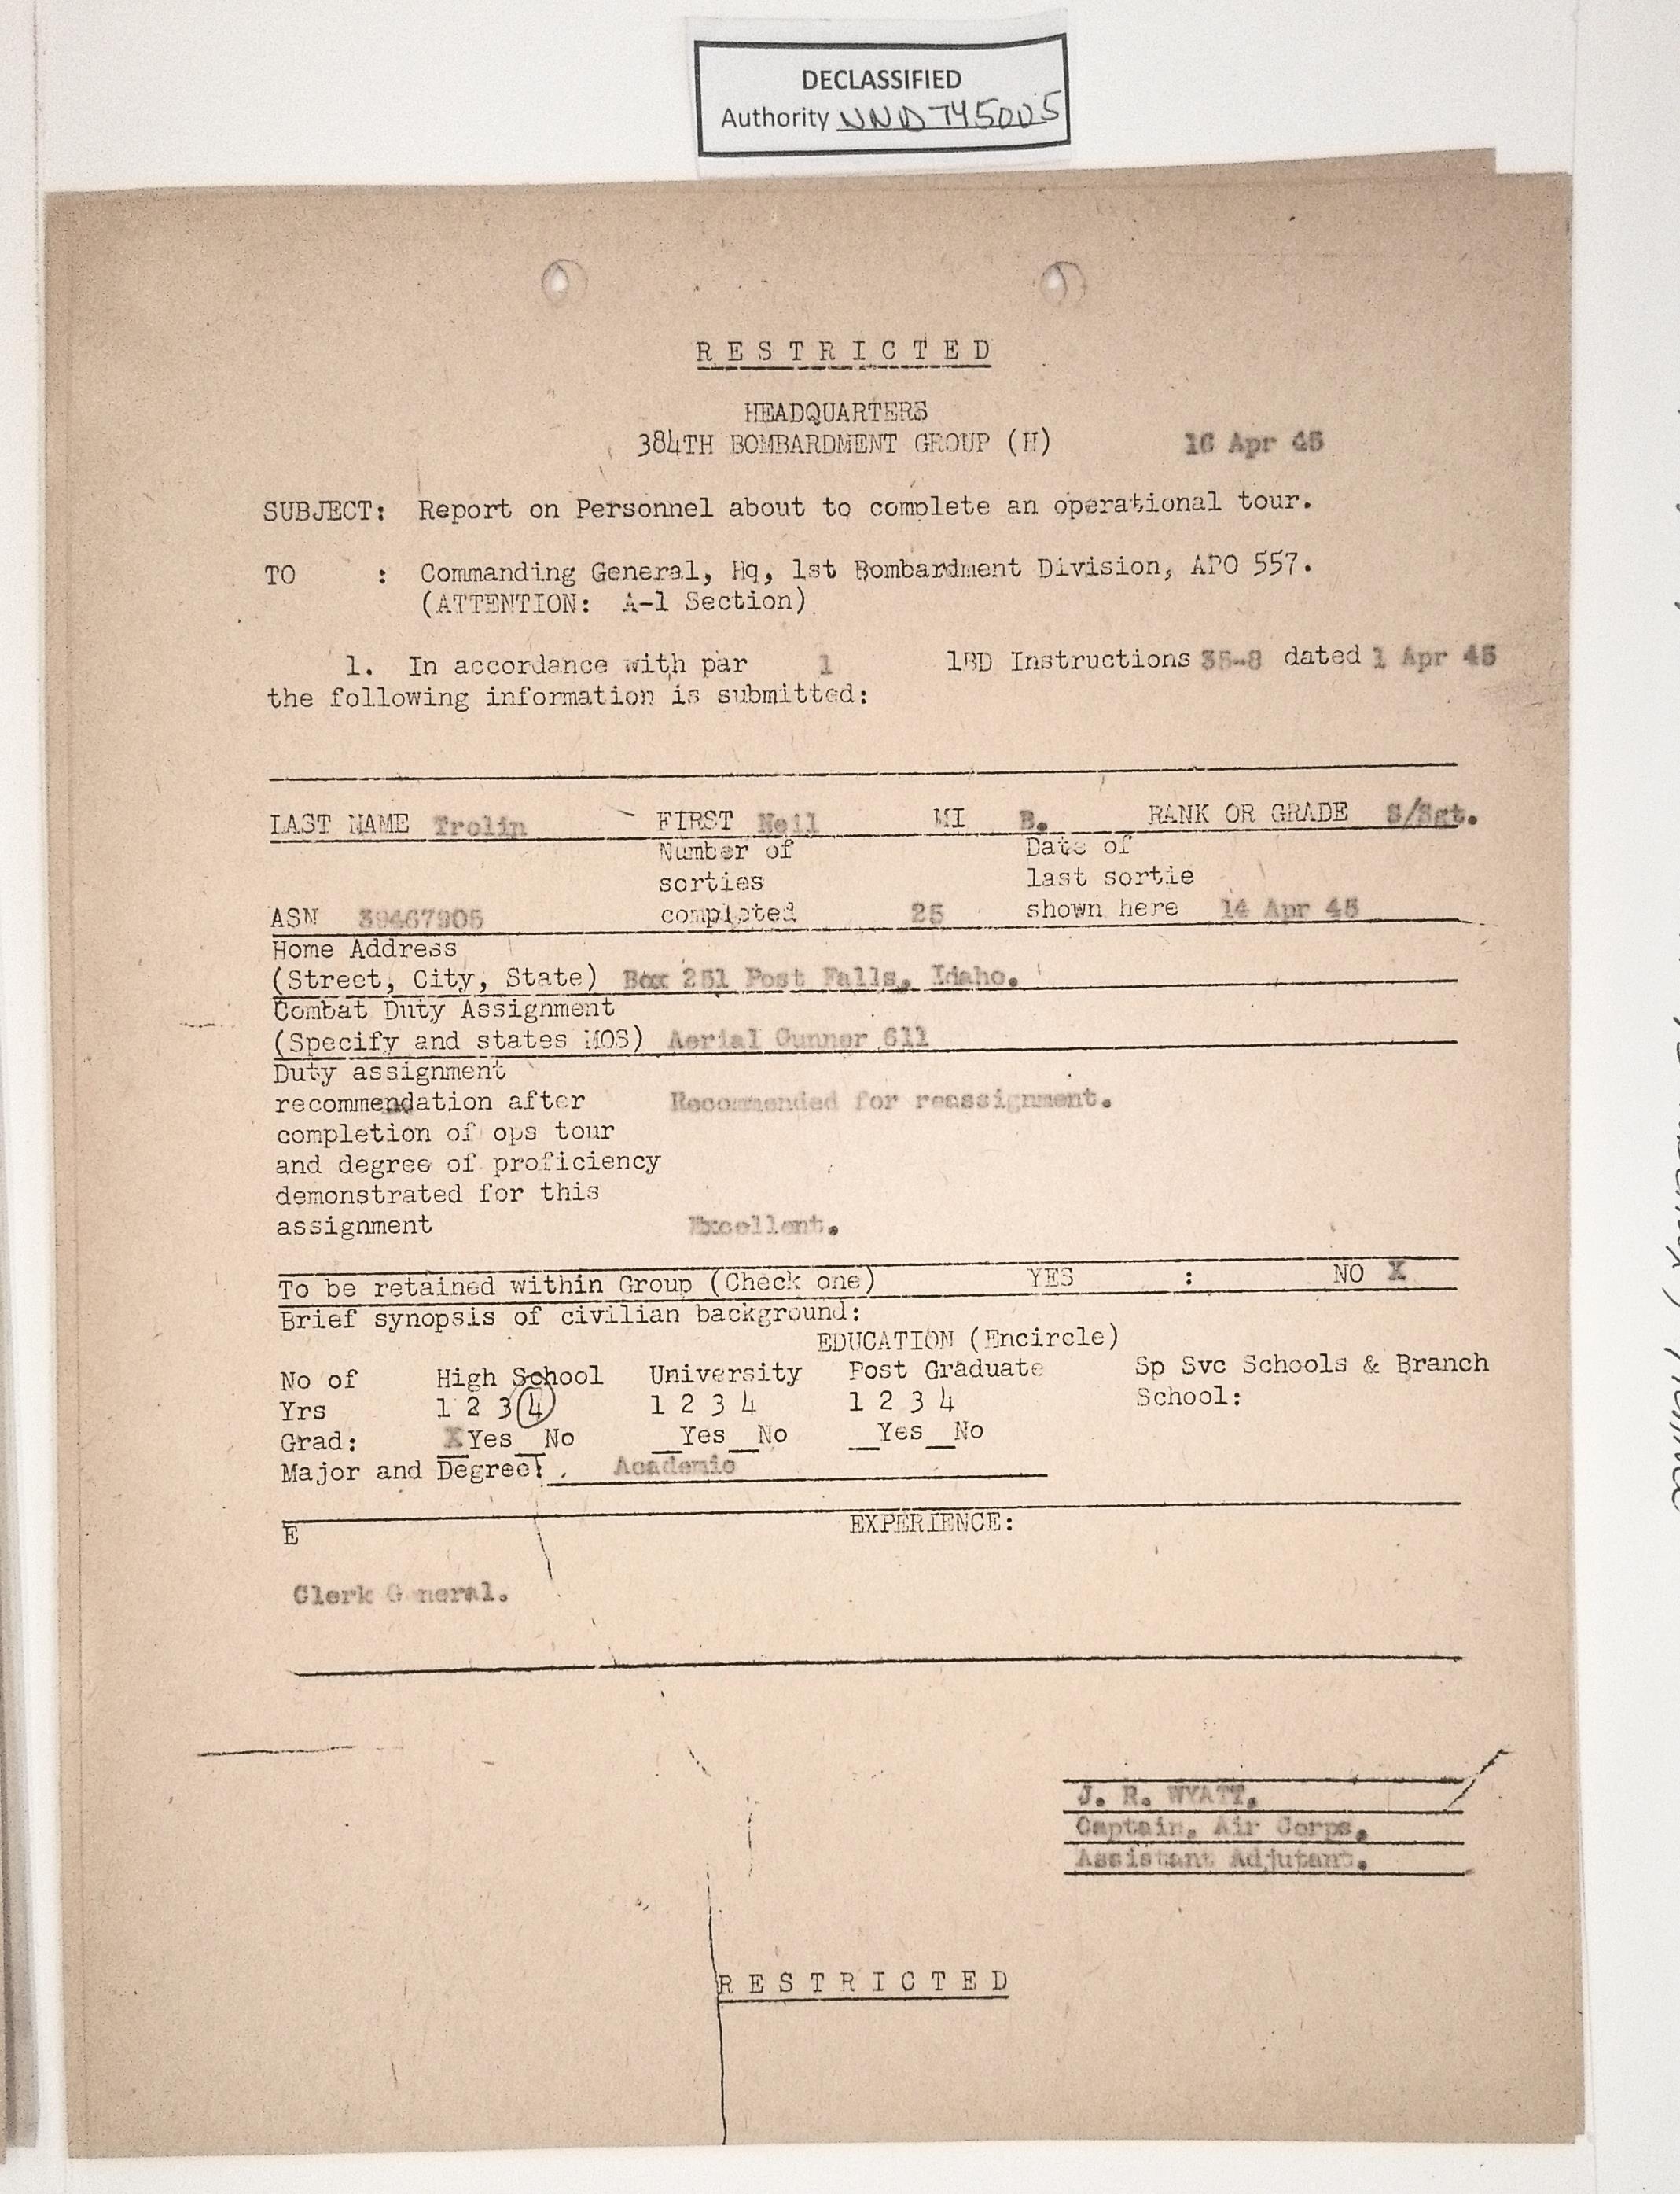 DECLASSIFIED
Authority NND 745005
R E S T R I C T E D
HEADQUARTERS
384TH BOMBARDMENT GROUP (H) 16 Apr 45
SUBJECT: Report on Personnel about to complete an operational tour.
TO : Commanding General, Hq, 1st Bombardment Division, APO 557.
(ATTENTION: A-1 Section)
1. In accordance with par 1 1BD Instructions 35-8 dated 1 Apr 45
the following information is submitted:
LAST NAME Trolin FIRST Neil MI B. RANK OR GRADE S/Sgt.
Number of Date of
sorties last sortie
ASN 39467905 completed 25 shown here 14 Apr 45
Home Address
(Street, City, State) Box 251 Post Falls, Idaho.
Combat Duty Assignment
(Specify and states MOS) Aerial Gunner 611
Duty assignment
recommendation after Recommended for reassignment.
completion of ops tour
and degree of proficiency
demonstrated for this
assignment Excellent.
To be retained within Group (Check one) YES : NO X
Brief synopsis of civilian background:
EDUCATION (Encircle)
No of High School University Post Graduate Sp Svc Schools & Branch
Yrs 1 2 3 4 1 2 3 4 1 2 3 4 School:
Grad: XYes _No _Yes _No _Yes _No
Major and Degree: Academic
E EXPERIENCE:
Clerk General.
J. R. WYATT,
Captain, Air Corps,
Assistant Adjutant.
R E S T R I C T E D